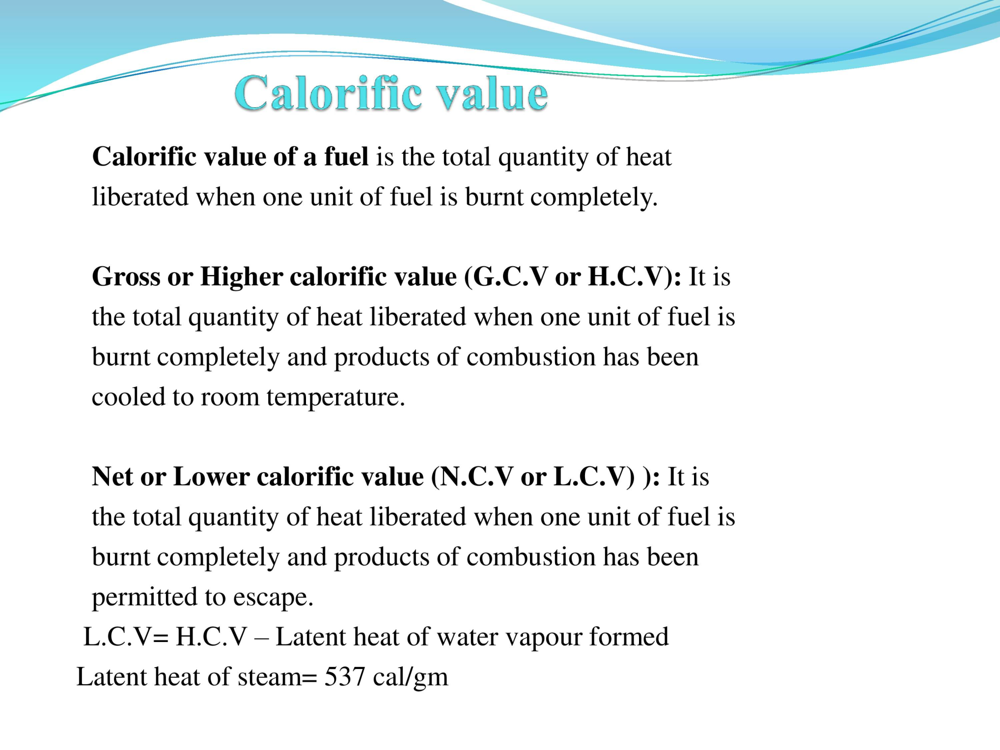 Calorific value
Calorific value of a fuel is the total quantity of heat
liberated when one unit of fuel is burnt completely.
Gross or Higher calorific value (G.C.V or H.C.V): It is
the total quantity of heat liberated when one unit of fuel is
burnt completely and products of combustion has been
cooled to room temperature.
Net or Lower calorific value (N.C.V or L.C.V) ): It is
the total quantity of heat liberated when one unit of fuel is
burnt completely and products of combustion has been
permitted to escape.
L.C.V= H.C.V – Latent heat of water vapour formed
Latent heat of steam= 537 cal/gm